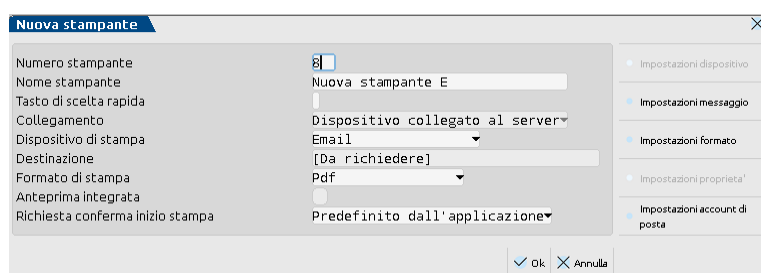 Nuova stampante
Numero stampante 8
Nome stampante Nuova stampante E
Tasto di scelta rapida
Collegamento Dispositivo collegato al server
Dispositivo di stampa Email
Destinazione [Da richiedere]
Formato di stampa Pdf
Anteprima integrata
Richiesta conferma inizio stampa Predefinito dall'applicazione
Impostazioni dispositivo
Impostazioni messaggio
Impostazioni formato
Impostazioni proprieta'
Impostazioni account di
posta
Ok Annulla